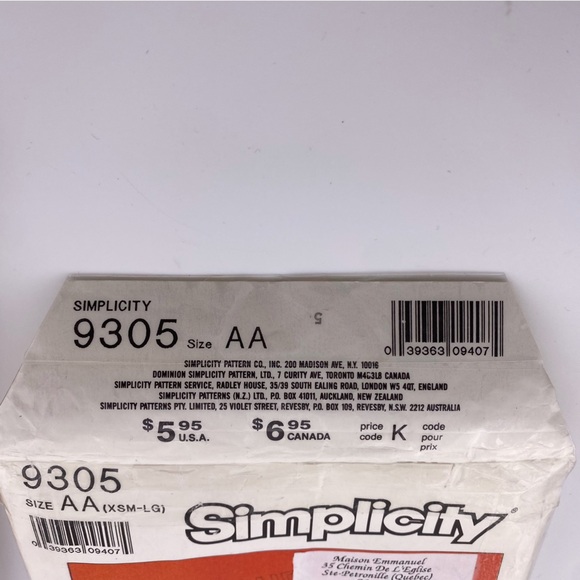 SIMPLICITY
9305 Size AA
5
0 39363 09407
SIMPLICITY PATTERN CO., INC. 200 MADISON AVE, N.Y. 10016
DOMINION SIMPLICITY PATTERN, LTD., 7 CURITY AVE, TORONTO M4G3L8 CANADA
SIMPLICITY PATTERN SERVICE, RADLEY HOUSE, 35/39 SOUTH EALING ROAD, LONDON W5 4QT, ENGLAND
SIMPLICITY PATTERNS (N.Z.) LTD., P.O. BOX 41011, AUCKLAND, NEW ZEALAND
SIMPLICITY PATTERNS PTY. LIMITED, 25 VIOLET STREET, REVESBY, P.O. BOX 109, REVESBY, N.S.W. 2212 AUSTRALIA
$5.95 U.S.A. $6.95 CANADA price code K code pour prix
9305
SIZE AA (XSM-LG)
0 39363 09407
Simplicity®
Maison Emmanuel
35 Chemin De L'Eglise
Ste-Petronille (Quebec)